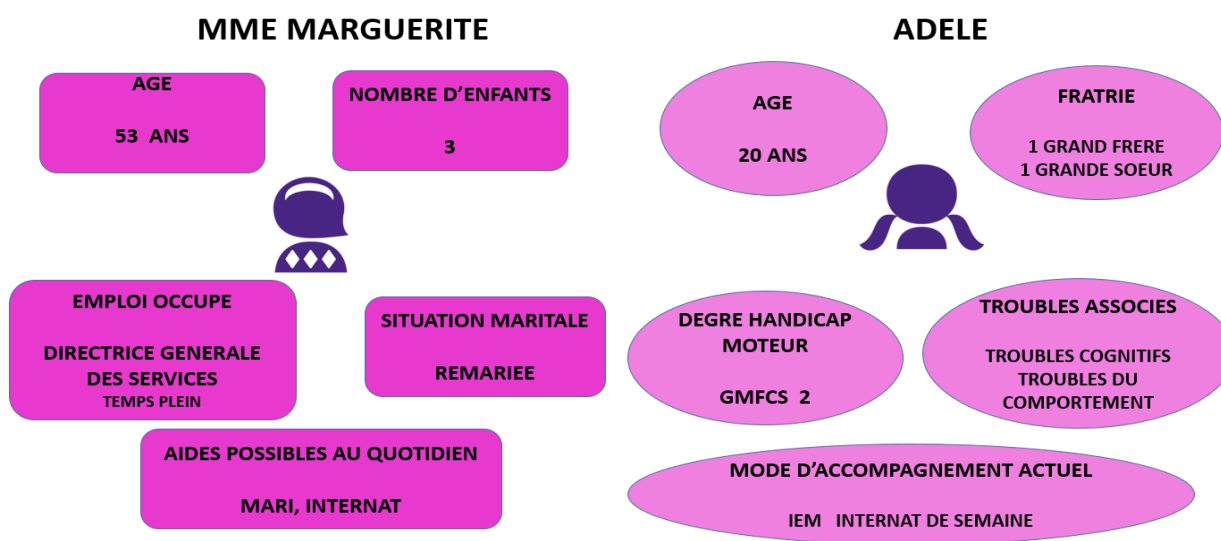 MME MARGUERITE
AGE
53 ANS
NOMBRE D'ENFANTS
3
EMPLOI OCCUPE
DIRECTRICE GENERALE
DES SERVICES
TEMPS PLEIN
SITUATION MARITALE
REMARIEE
AIDES POSSIBLES AU QUOTIDIEN
MARI, INTERNAT
ADELE
AGE
20 ANS
FRATRIE
1 GRAND FRERE
1 GRANDE SOEUR
DEGRE HANDICAP
MOTEUR
GMFCS 2
TROUBLES ASSOCIES
TROUBLES COGNITIFS
TROUBLES DU
COMPORTEMENT
MODE D'ACCOMPAGNEMENT ACTUEL
IEM INTERNAT DE SEMAINE